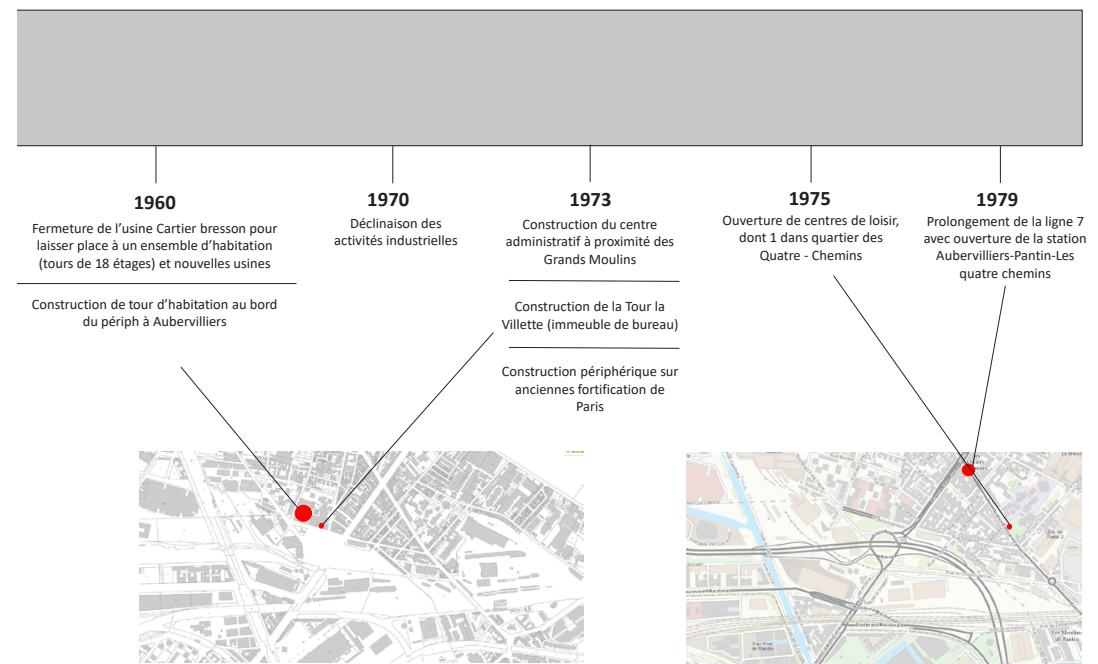 1960
Fermeture de l’usine Cartier bresson pour
laisser place à un ensemble d’habitation
(tours de 18 étages) et nouvelles usines
Construction de tour d’habitation au bord
du périph à Aubervilliers
1970
Déclinaison des
activités industrielles
1973
Construction du centre
administratif à proximité des
Grands Moulins
Construction de la Tour la
Villette (immeuble de bureau)
Construction périphérique sur
anciennes fortification de
Paris
1975
Ouverture de centres de loisir,
dont 1 dans quartier des
Quatre - Chemins
1979
Prolongement de la ligne 7
avec ouverture de la station
Aubervilliers-Pantin-Les
quatre chemins
Les Moulins
de Pantin